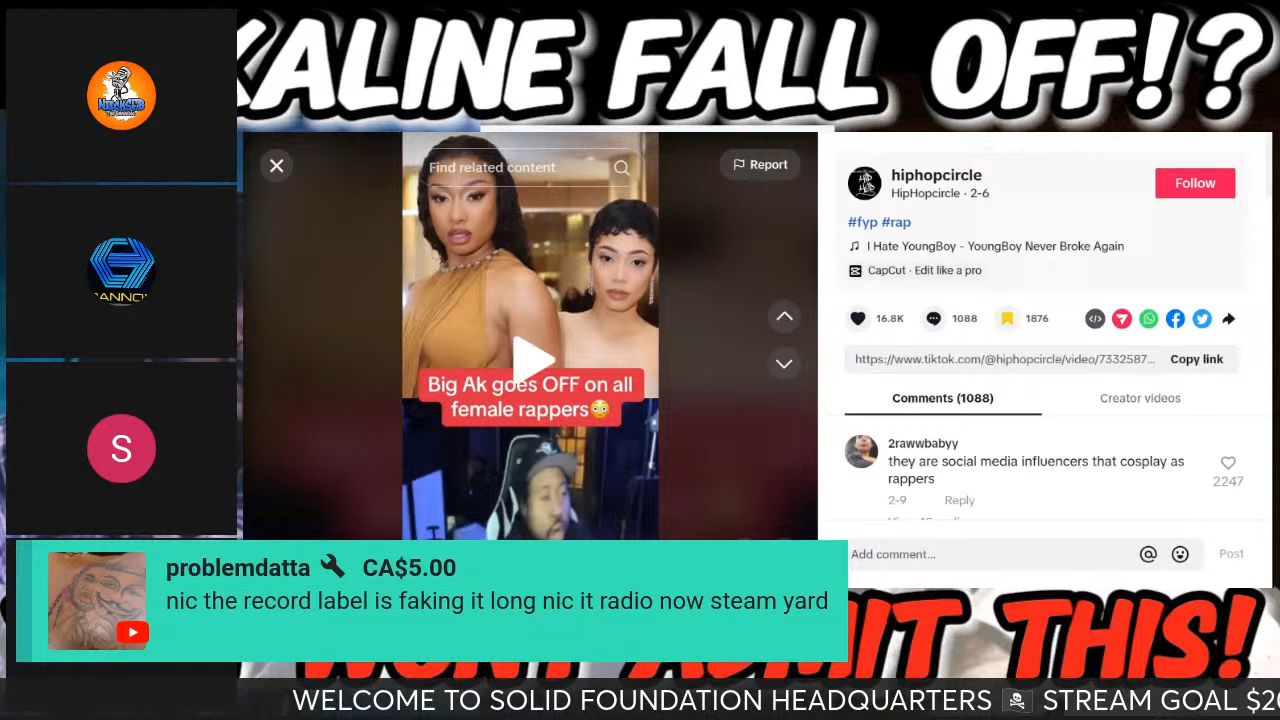 KALINE FALL OFF!?
Find related content
Report
Big Ak goes OFF on all
female rappers😳
hiphopcircle
HipHopcircle · 2-6
Follow
#fyp #rap
I Hate YoungBoy - YoungBoy Never Broke Again
CapCut · Edit like a pro
16.8K
1088
1876
https://www.tiktok.com/@hiphopcircle/video/7332587...
Copy link
Comments (1088)
Creator videos
2rawwbabyy
they are social media influencers that cosplay as
rappers
2247
2-9
Reply
Add comment...
Post
S
problemdatta CA$5.00
nic the record label is faking it long nic it radio now steam yard
THIS!
WELCOME TO SOLID FOUNDATION HEADQUARTERS ☠ STREAM GOAL $2